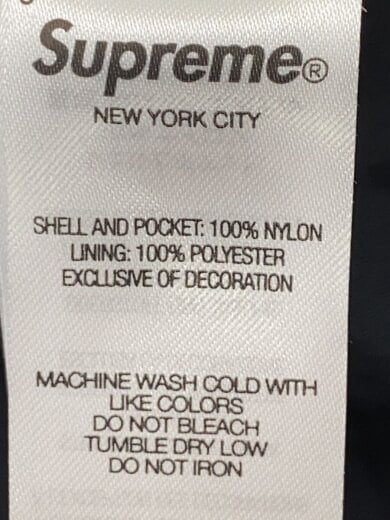 Supreme®
NEW YORK CITY
SHELL AND POCKET: 100% NYLON
LINING: 100% POLYESTER
EXCLUSIVE OF DECORATION
MACHINE WASH COLD WITH
LIKE COLORS
DO NOT BLEACH
TUMBLE DRY LOW
DO NOT IRON